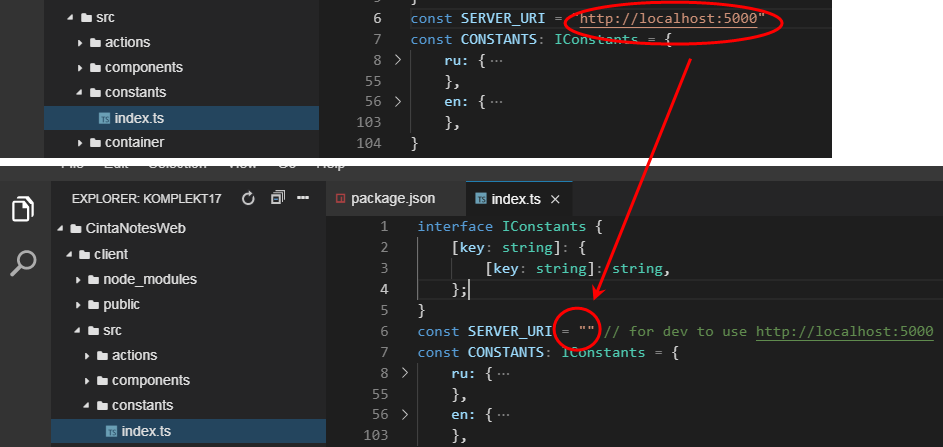 src
actions
components
constants
TS index.ts
container
6 const SERVER_URI = "http://localhost:5000"
7 const CONSTANTS: IConstants = {
8 ru: { ···
55 },
56 en: { ···
103 },
104 }
EXPLORER: KOMPLEKT17
CintaNotesWeb
client
node_modules
public
src
actions
components
constants
TS index.ts
package.json
TS index.ts
1 interface IConstants {
2 [key: string]: {
3 [key: string]: string,
4 };
5 }
6 const SERVER_URI = "" // for dev to use http://localhost:5000
7 const CONSTANTS: IConstants = {
8 ru: { ···
55 },
56 en: { ···
103 },